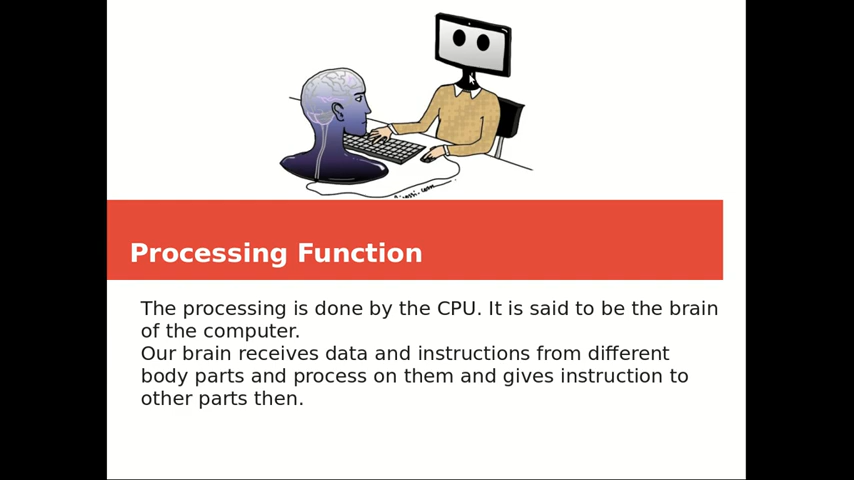 Processing Function
The processing is done by the CPU. It is said to be the brain
of the computer.
Our brain receives data and instructions from different
body parts and process on them and gives instruction to
other parts then.